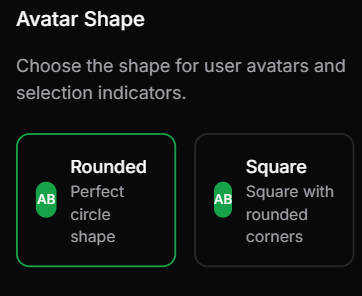 Avatar Shape
Choose the shape for user avatars and
selection indicators.
AB
Rounded
Perfect
circle
shape
AB
Square
Square with
rounded
corners